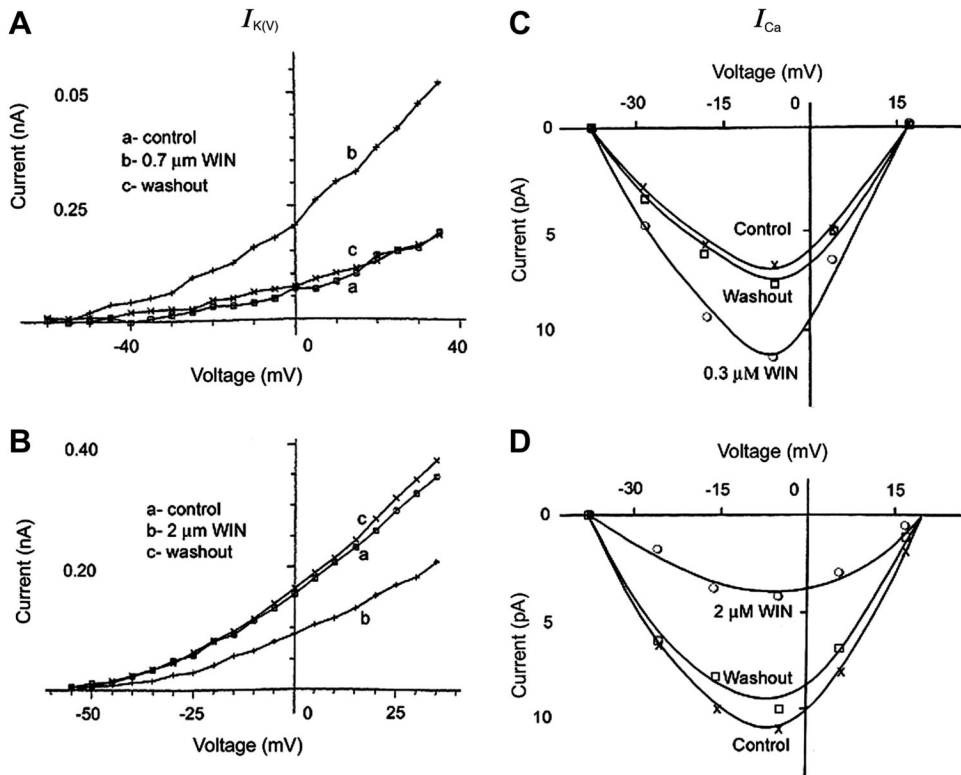 A
I K(V)
Current (nA)
0.05
0.25
a- control
b- 0.7 µm WIN
c- washout
b
c
a
-40
0
40
Voltage (mV)
C
I Ca
Voltage (mV)
-30
-15
0
15
0
5
10
Current (pA)
Control
Washout
0.3 µM WIN
B
Current (nA)
0.40
0.20
a- control
b- 2 µm WIN
c- washout
c
a
b
-50
-25
0
25
Voltage (mV)
D
Voltage (mV)
-30
-15
0
15
0
5
10
Current (pA)
2 µM WIN
Washout
Control